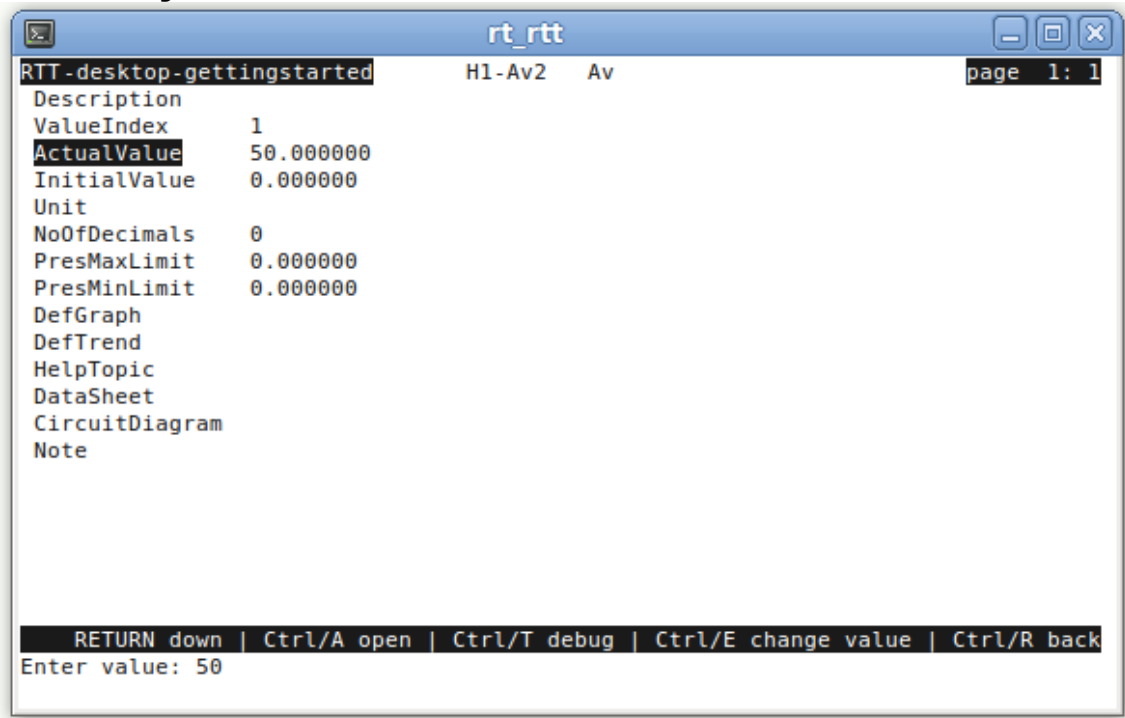 rt_rtt
RTT-desktop-gettingstarted H1-Av2 Av page 1: 1
Description
ValueIndex 1
ActualValue 50.000000
InitialValue 0.000000
Unit
NoOfDecimals 0
PresMaxLimit 0.000000
PresMinLimit 0.000000
DefGraph
DefTrend
HelpTopic
DataSheet
CircuitDiagram
Note
RETURN down | Ctrl/A open | Ctrl/T debug | Ctrl/E change value | Ctrl/R back
Enter value: 50